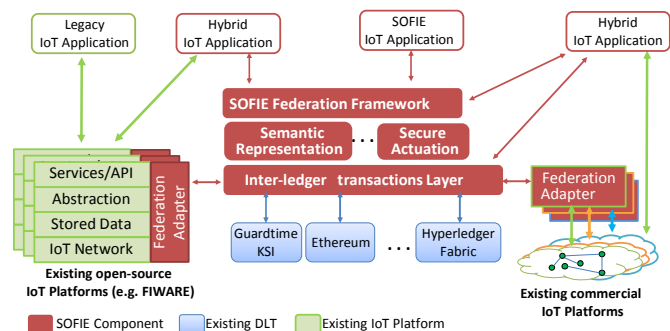 Legacy
IoT Application
Hybrid
IoT Application
SOFIE
IoT Application
Hybrid
IoT Application
SOFIE Federation Framework
Semantic
Representation
...
Secure
Actuation
Services/API
Abstraction
Stored Data
IoT Network
Federation
Adapter
Inter-ledger transactions Layer
Federation
Adapter
Guardtime
KSI
Ethereum
...
Hyperledger
Fabric
Existing open-source
IoT Platforms (e.g. FIWARE)
Existing commercial
IoT Platforms
SOFIE Component
Existing DLT
Existing IoT Platform